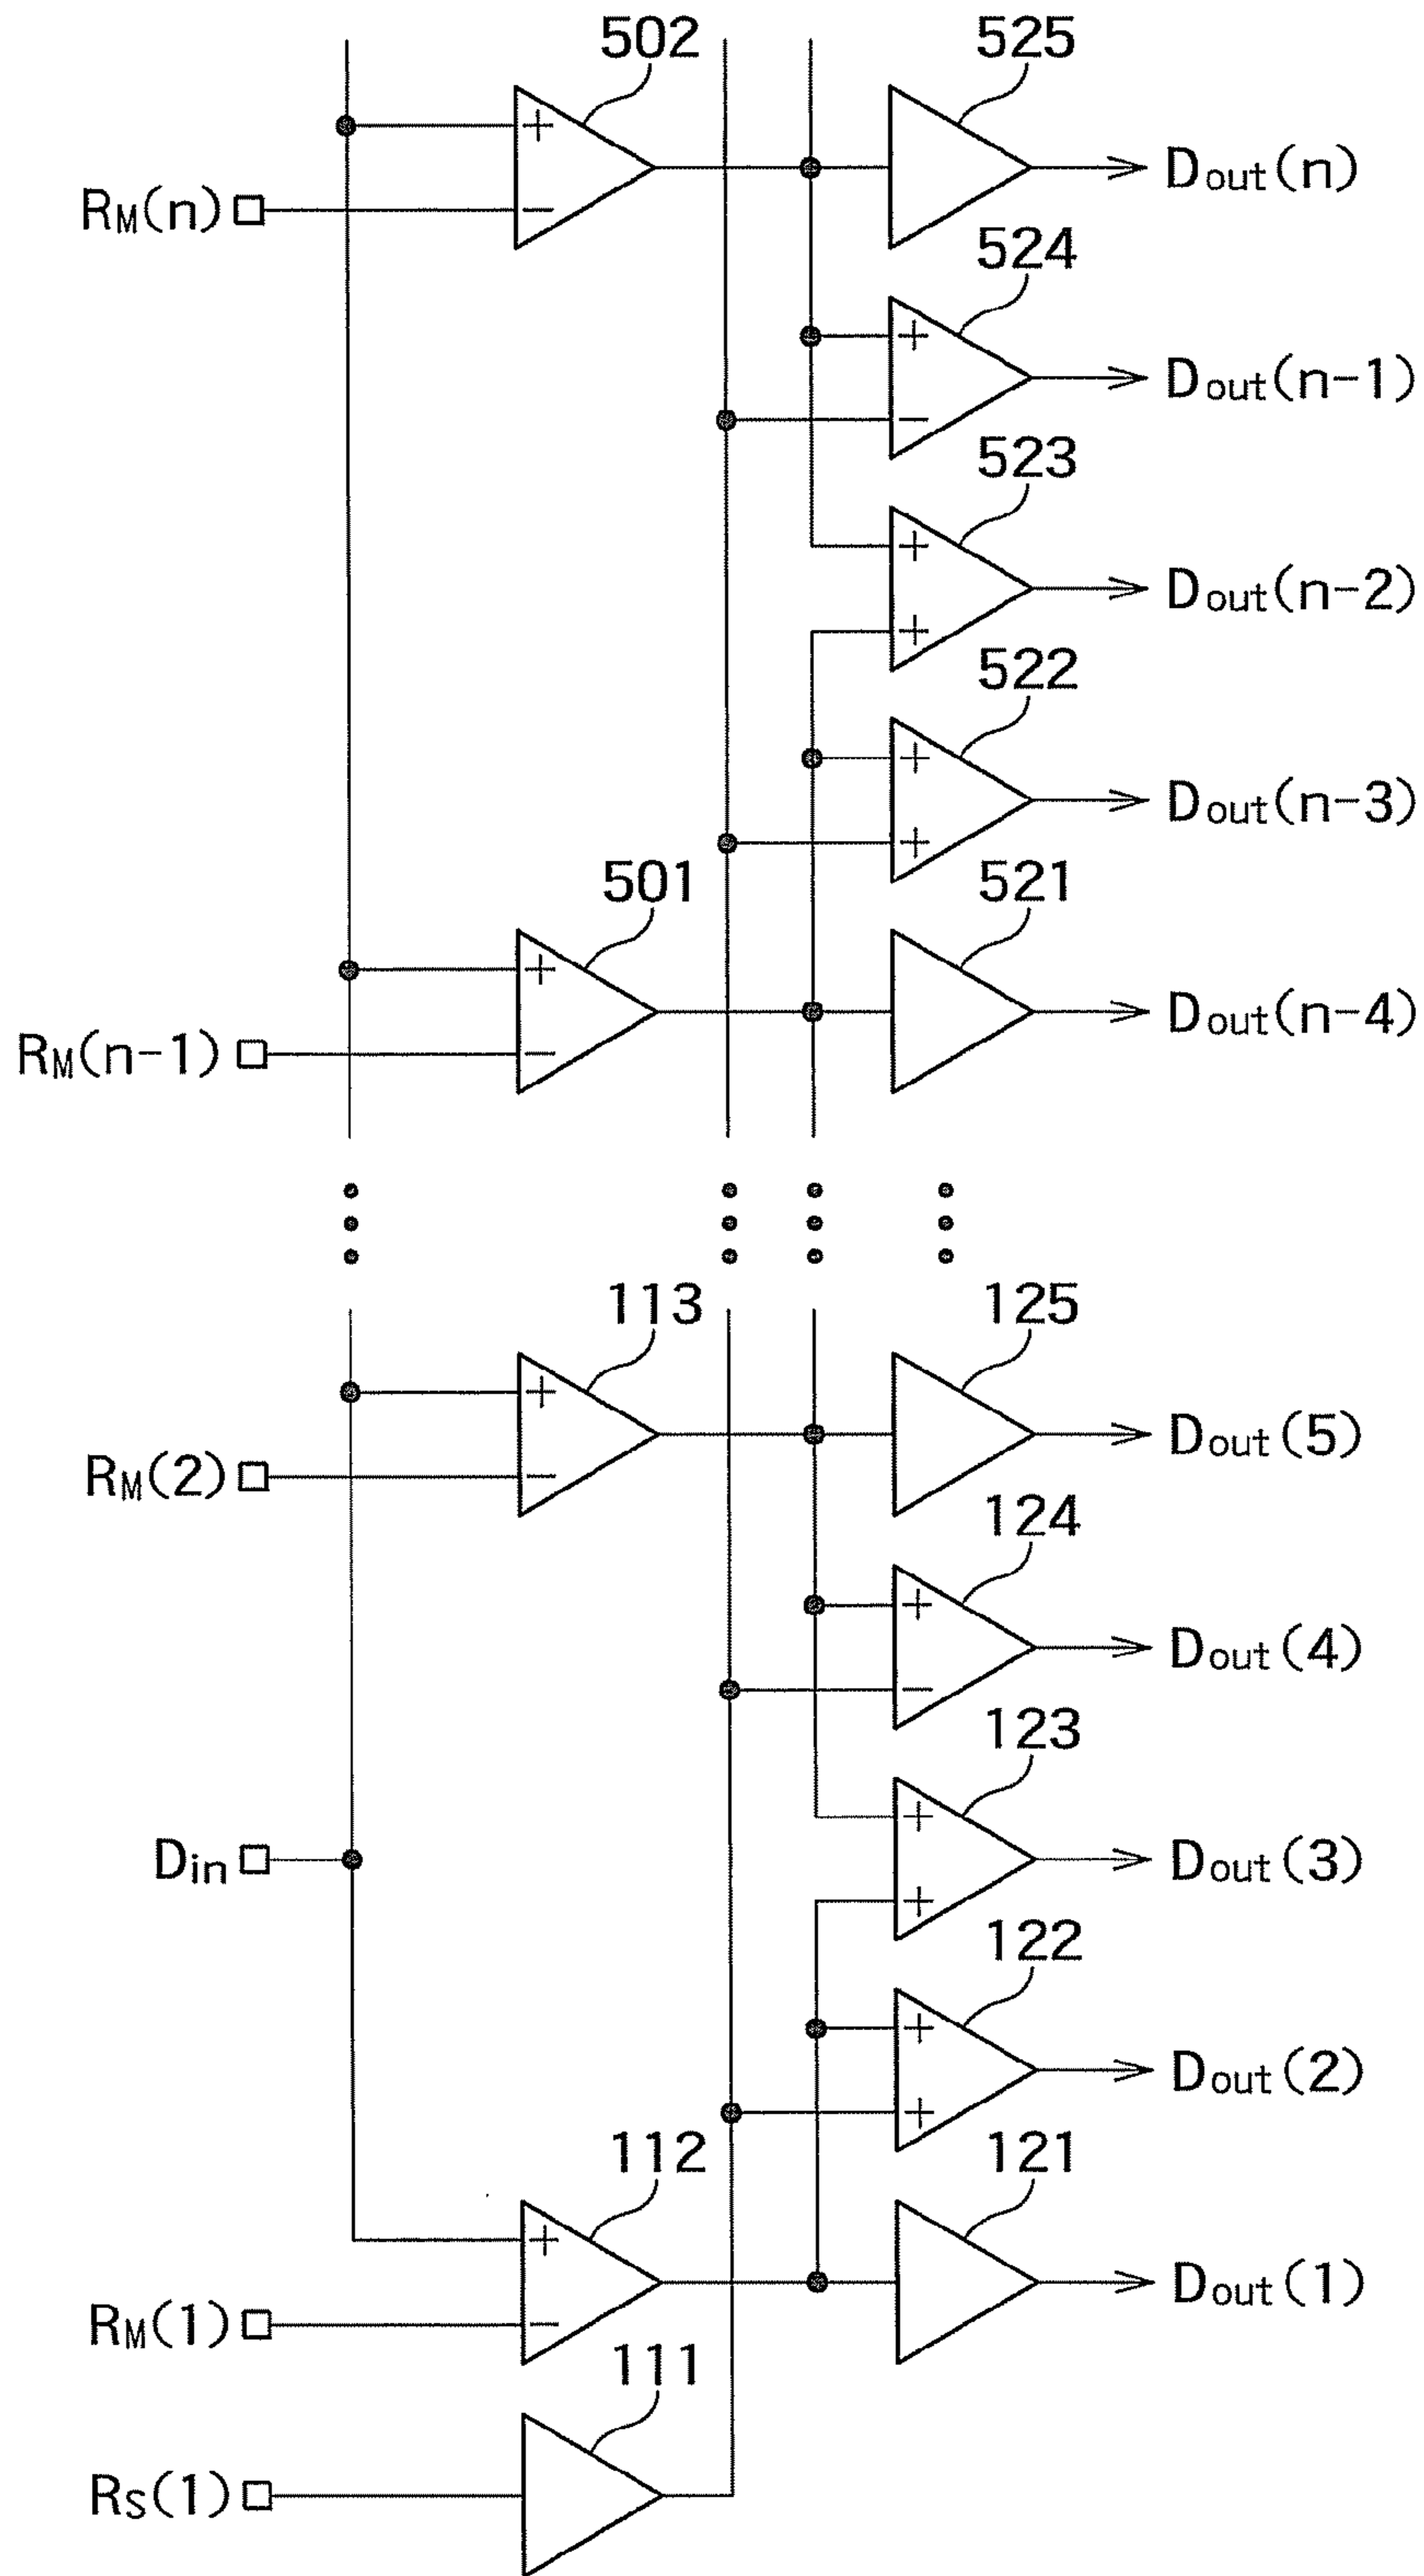 502
525
+
RM(n)
−
Dout(n)
524
+
−
Dout(n-1)
523
+
+
Dout(n-2)
522
+
+
Dout(n-3)
501
521
+
−
RM(n-1)
Dout(n-4)
113
125
+
−
RM(2)
Dout(5)
124
+
−
Dout(4)
123
+
+
Din
Dout(3)
122
+
+
Dout(2)
112
121
+
−
RM(1)
Dout(1)
111
RS(1)